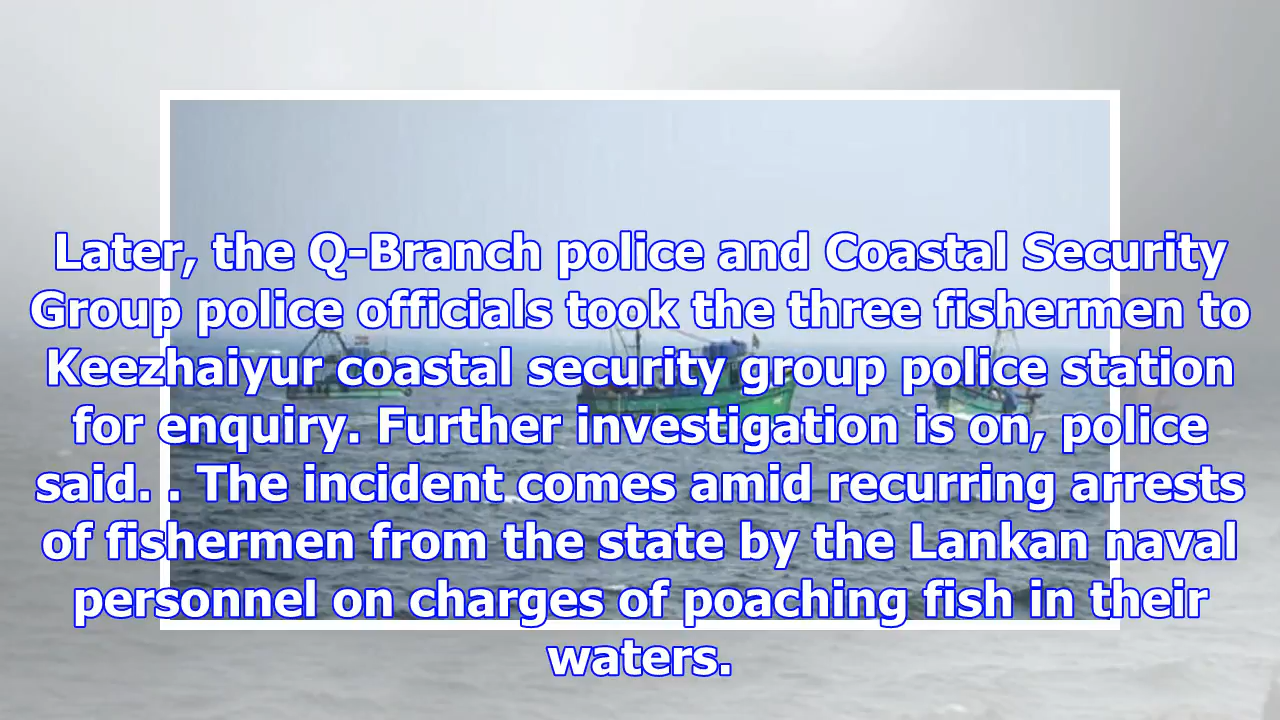 Later, the Q-Branch police and Coastal Security
Group police officials took the three fishermen to
Keezhaiyur coastal security group police station
for enquiry. Further investigation is on, police
said. . The incident comes amid recurring arrests
of fishermen from the state by the Lankan naval
personnel on charges of poaching fish in their
waters.